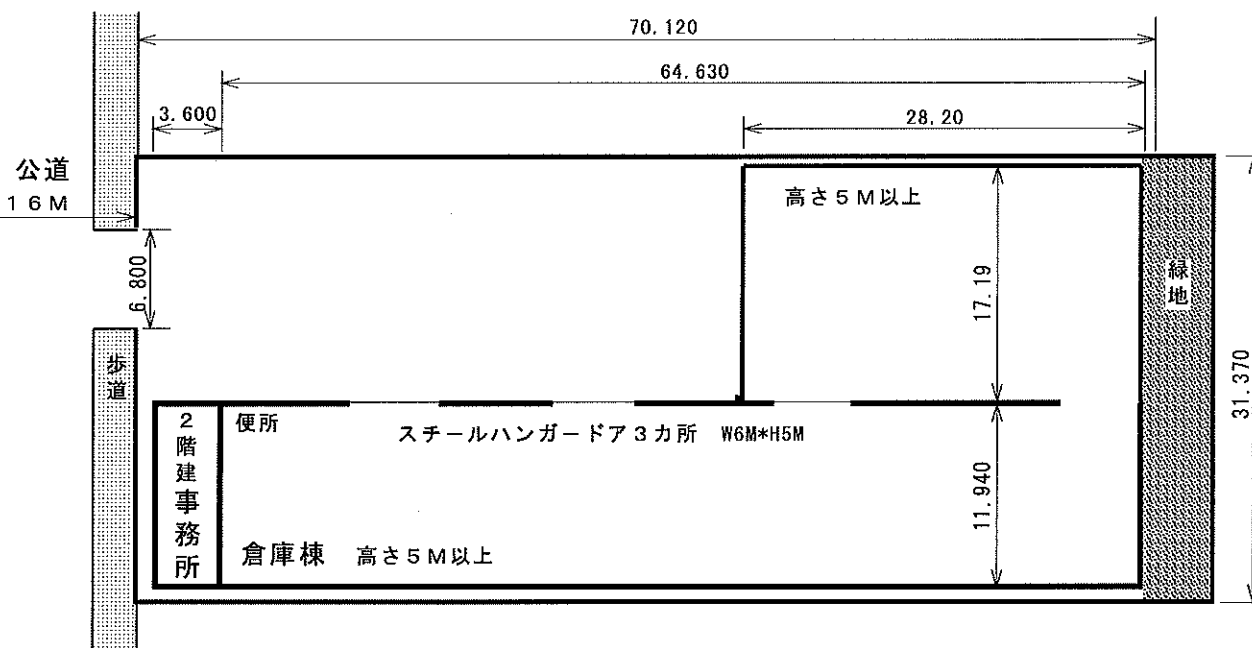 70.120
64.630
3.600
28.20
公道
16M
高さ5M以上
6.800
17.19
緑地
歩道
31.370
2階建事務所
便所
スチールハンガードア3カ所 W6M*H5M
11.940
倉庫棟 高さ5M以上